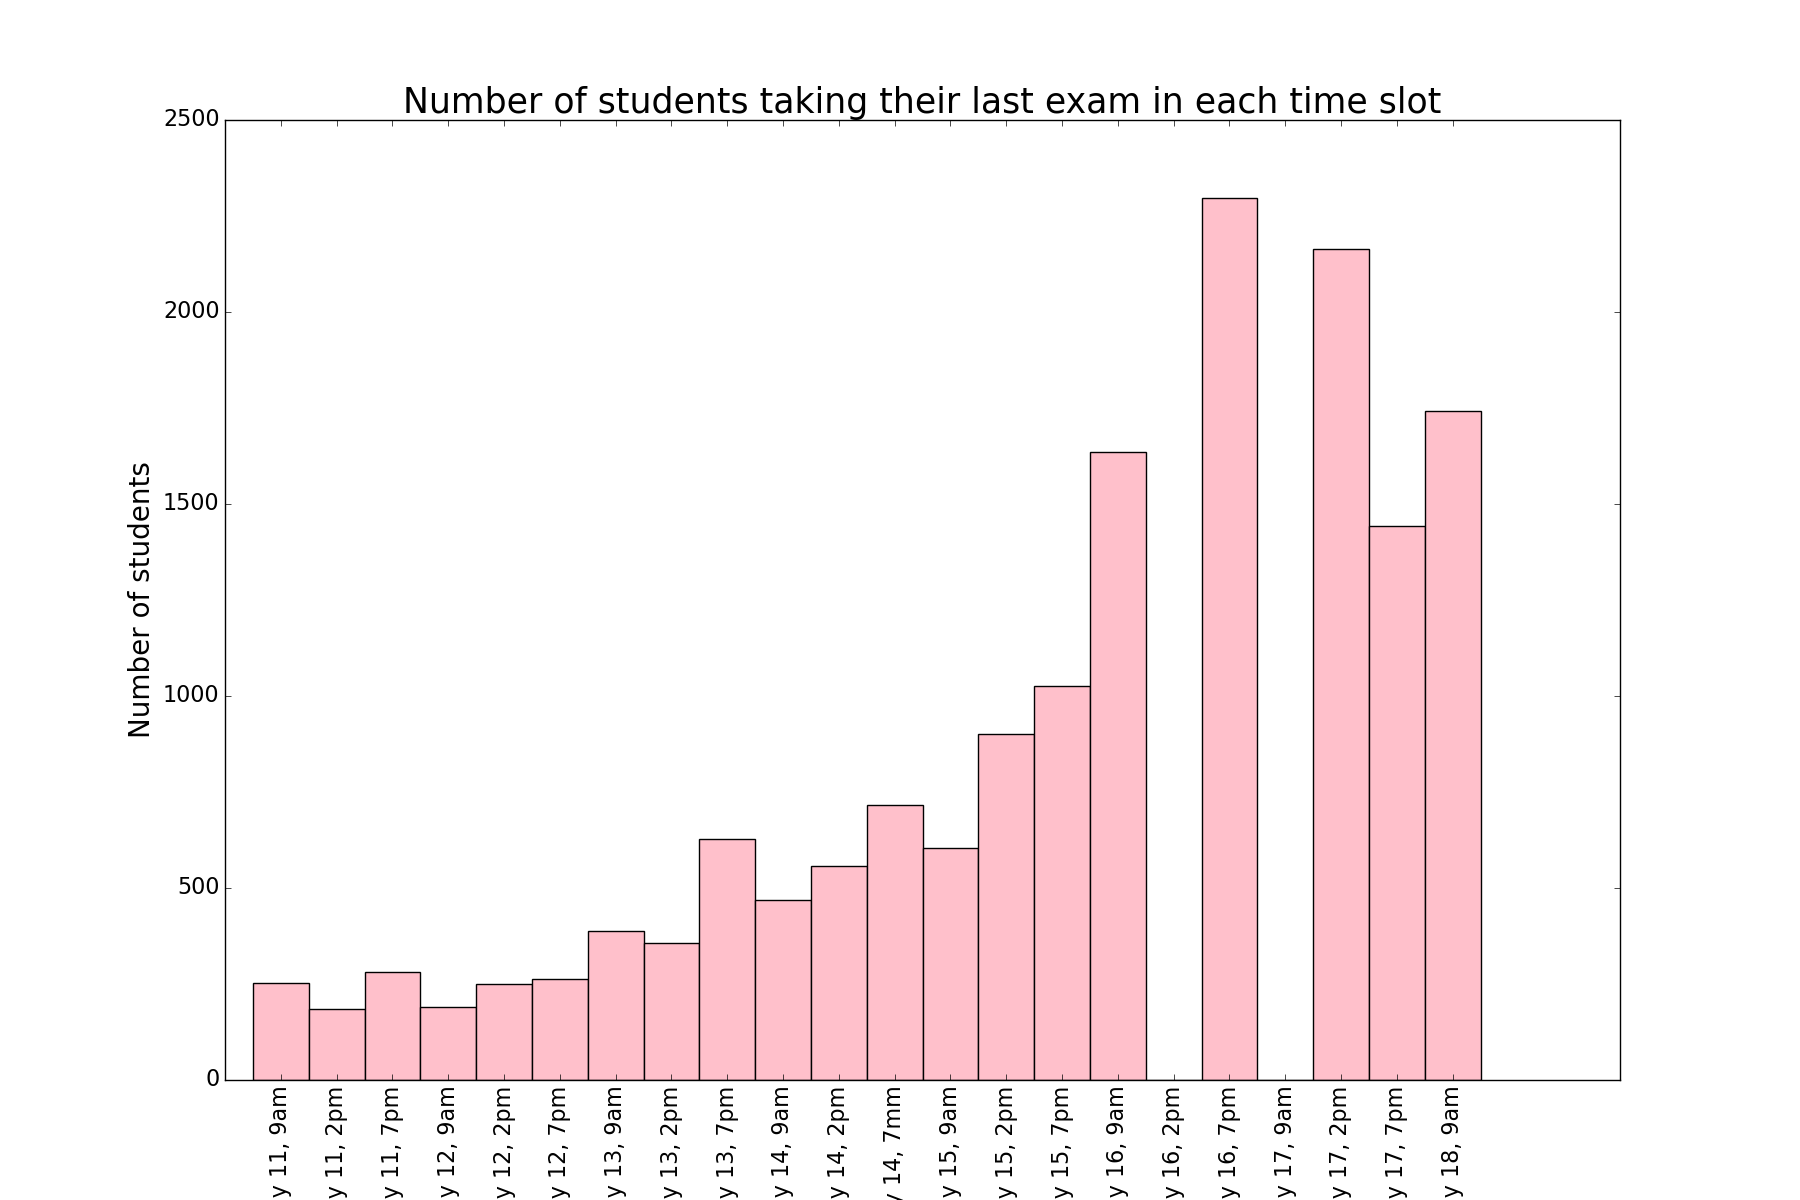 Number of students taking their last exam in each time slot
Number of students
2500
2000
1500
1000
500
0
y 11, 9am
y 11, 2pm
y 11, 7pm
y 12, 9am
y 12, 2pm
y 12, 7pm
y 13, 9am
y 13, 2pm
y 13, 7pm
y 14, 9am
y 14, 2pm
y 14, 7mm
y 15, 9am
y 15, 2pm
y 15, 7pm
y 16, 9am
y 16, 2pm
y 16, 7pm
y 17, 9am
y 17, 2pm
y 17, 7pm
y 18, 9am